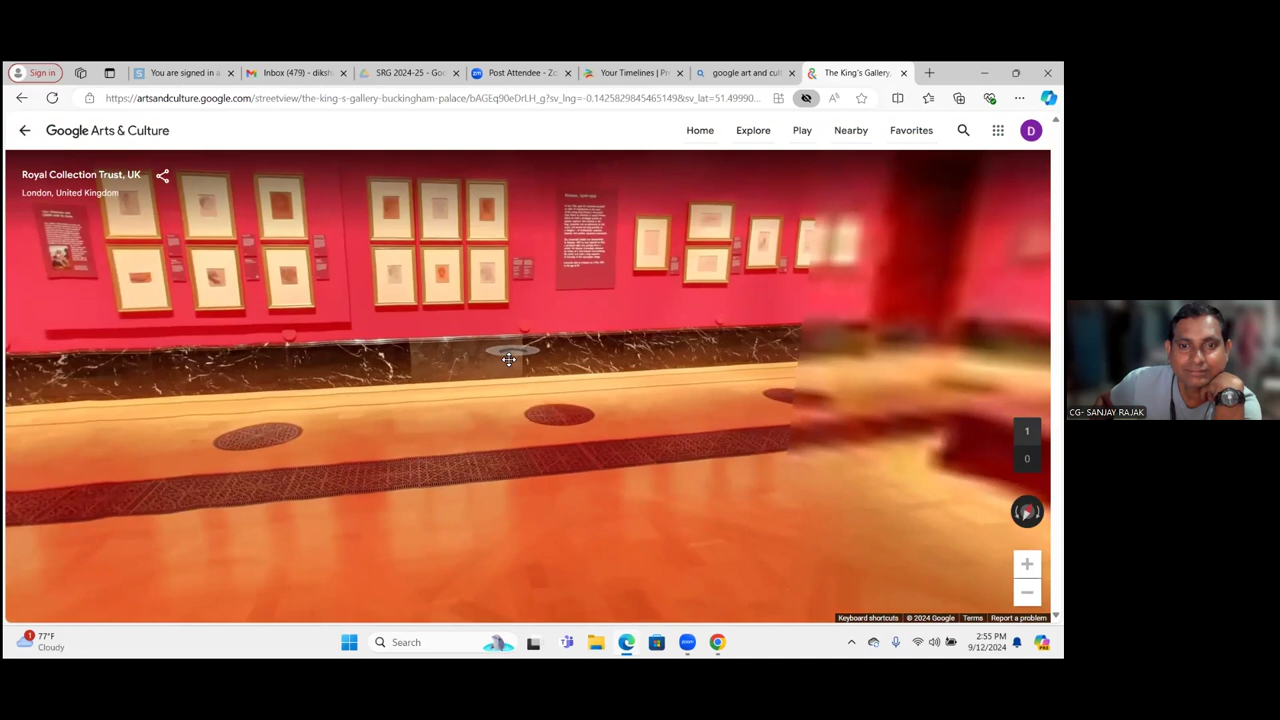 Sign in
You are signed in a
Inbox (479) - diksh
SRG 2024-25 - Goo
Post Attendee - Zo
Your Timelines | Pr
google art and cult
The King's Gallery,
https://artsandculture.google.com/streetview/the-king-s-gallery-buckingham-palace/bAGEq90eDrLH_g?sv_lng=-0.1425829845465149&sv_lat=51.49990...
Google Arts & Culture
Home
Explore
Play
Nearby
Favorites
D
Royal Collection Trust, UK
London, United Kingdom
1
0
Keyboard shortcuts
© 2024 Google
Terms
Report a problem
CG- SANJAY RAJAK
1
77°F
Cloudy
Search
2:55 PM
9/12/2024